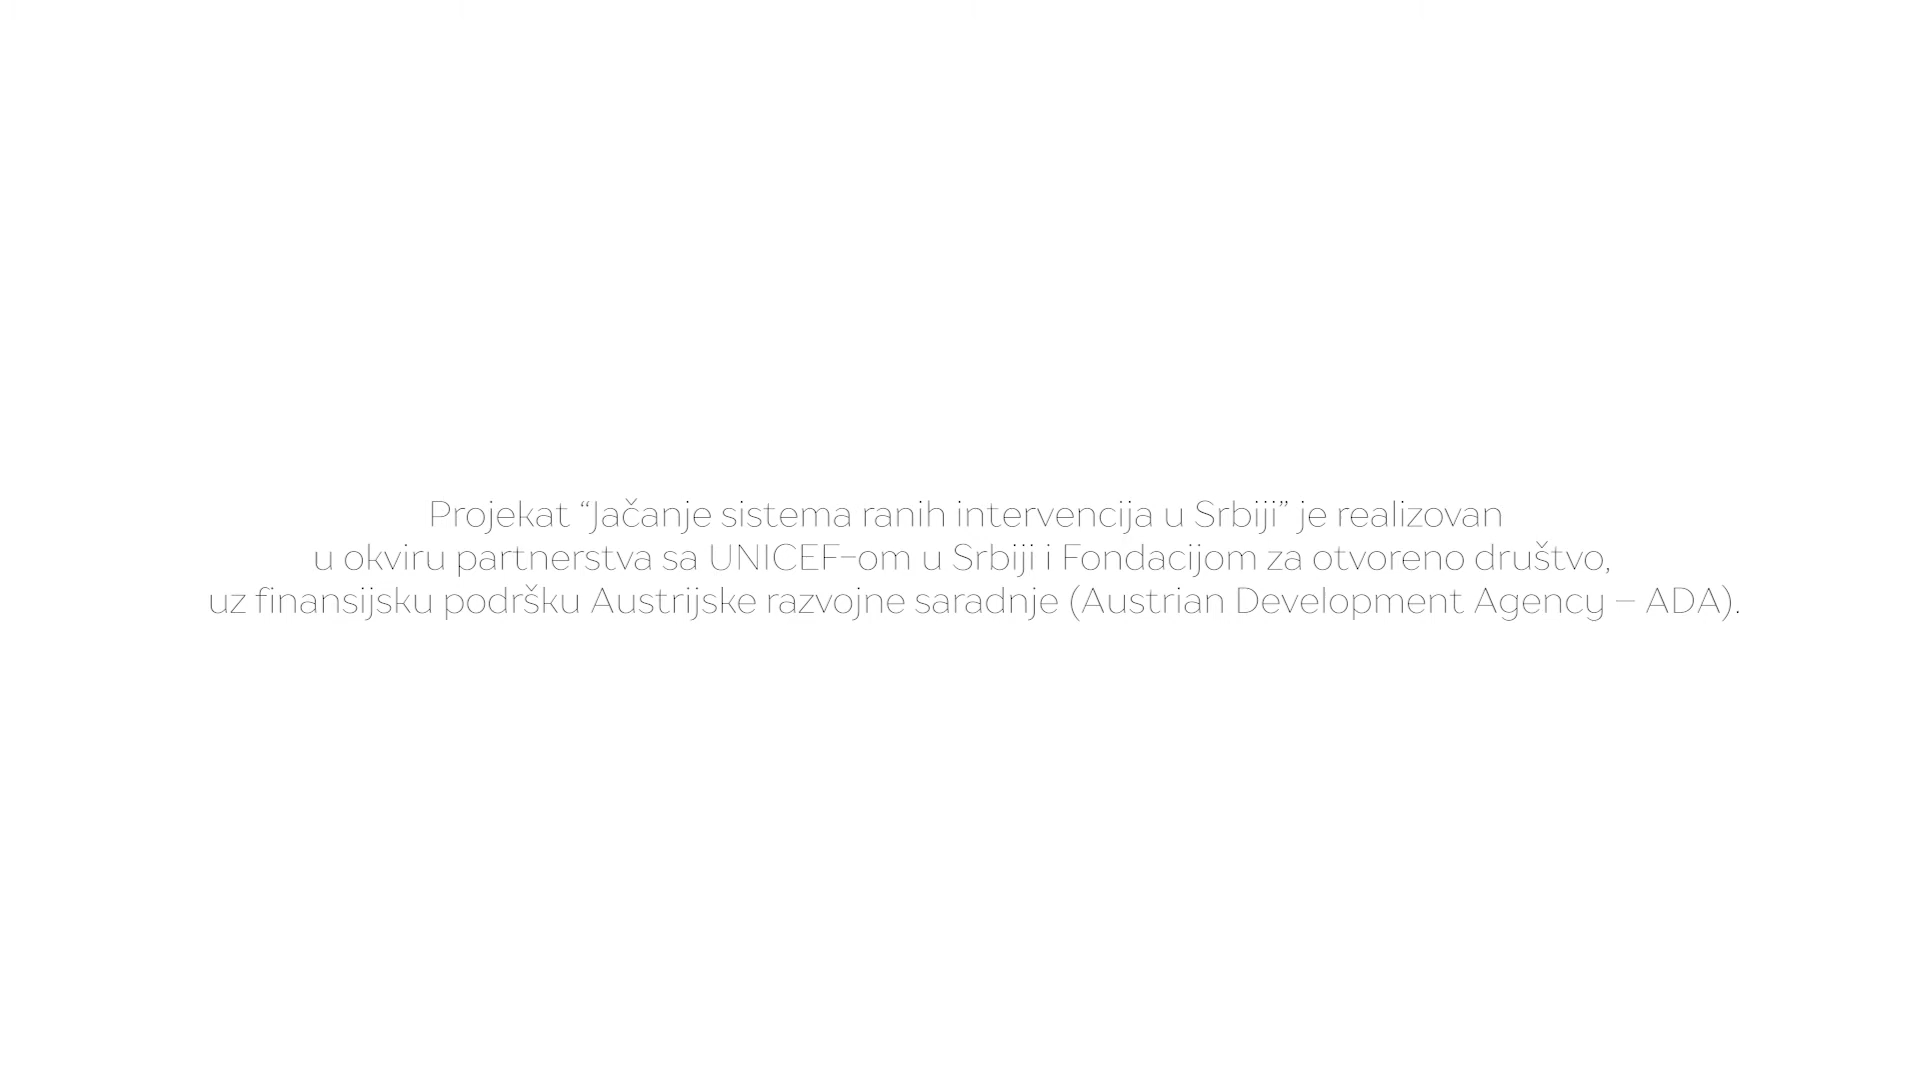 Projekat “Jačanje sistema ranih intervencija u Srbiji” je realizovan
u okviru partnerstva sa UNICEF–om u Srbiji i Fondacijom za otvoreno društvo,
uz finansijsku podršku Austrijske razvojne saradnje (Austrian Development Agency – ADA).